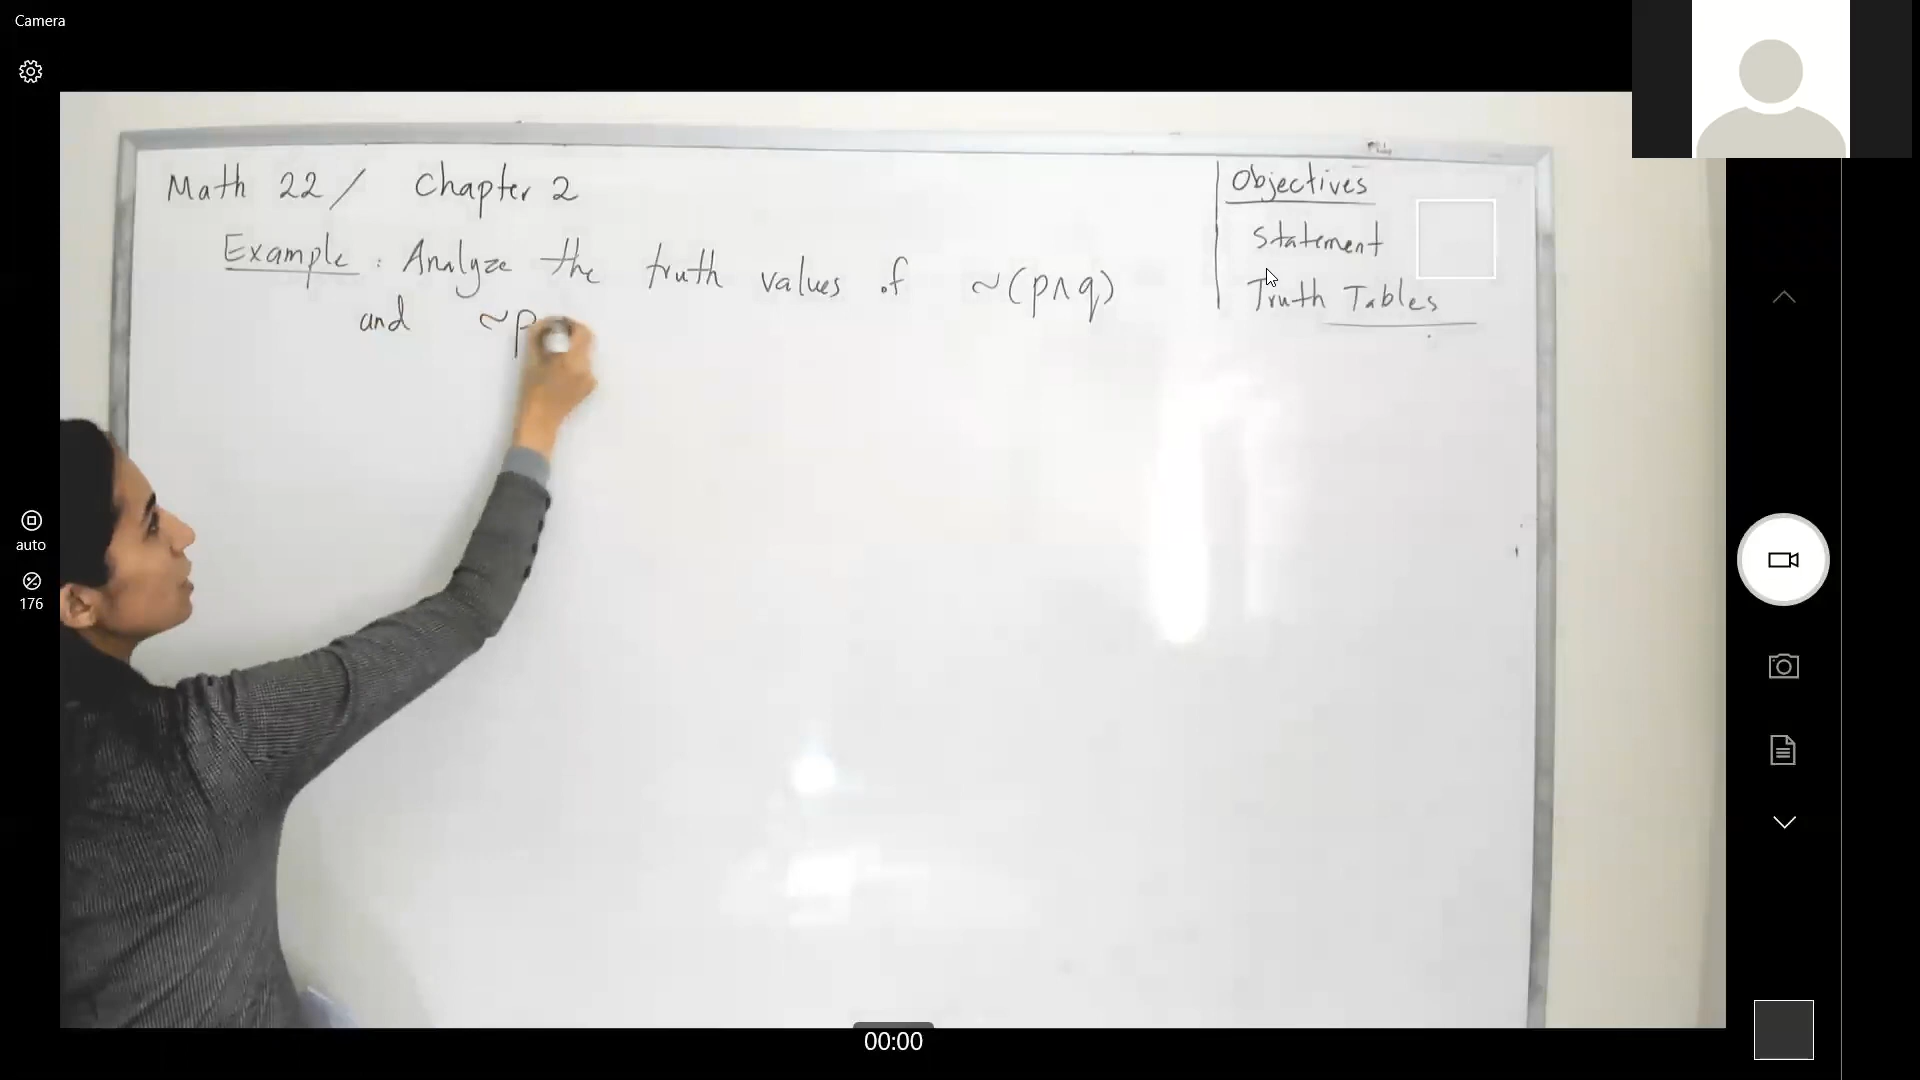 Camera
Math 22 / Chapter 2
Example : Analyze the truth values of ~(p∧q)
and ~p
Objectives
Statement
Truth Tables
auto
176
00:00